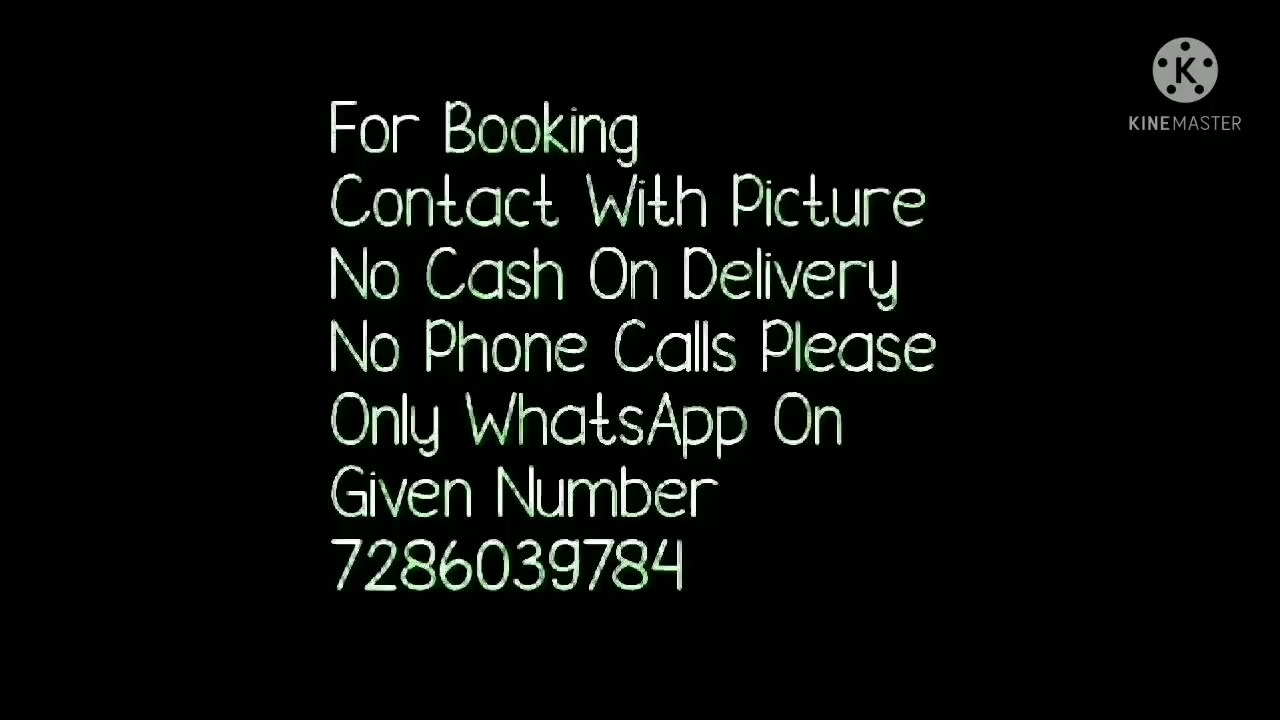 For Booking
Contact With Picture
No Cash On Delivery
No Phone Calls Please
Only WhatsApp On
Given Number
7286039784
K
KINEMASTER